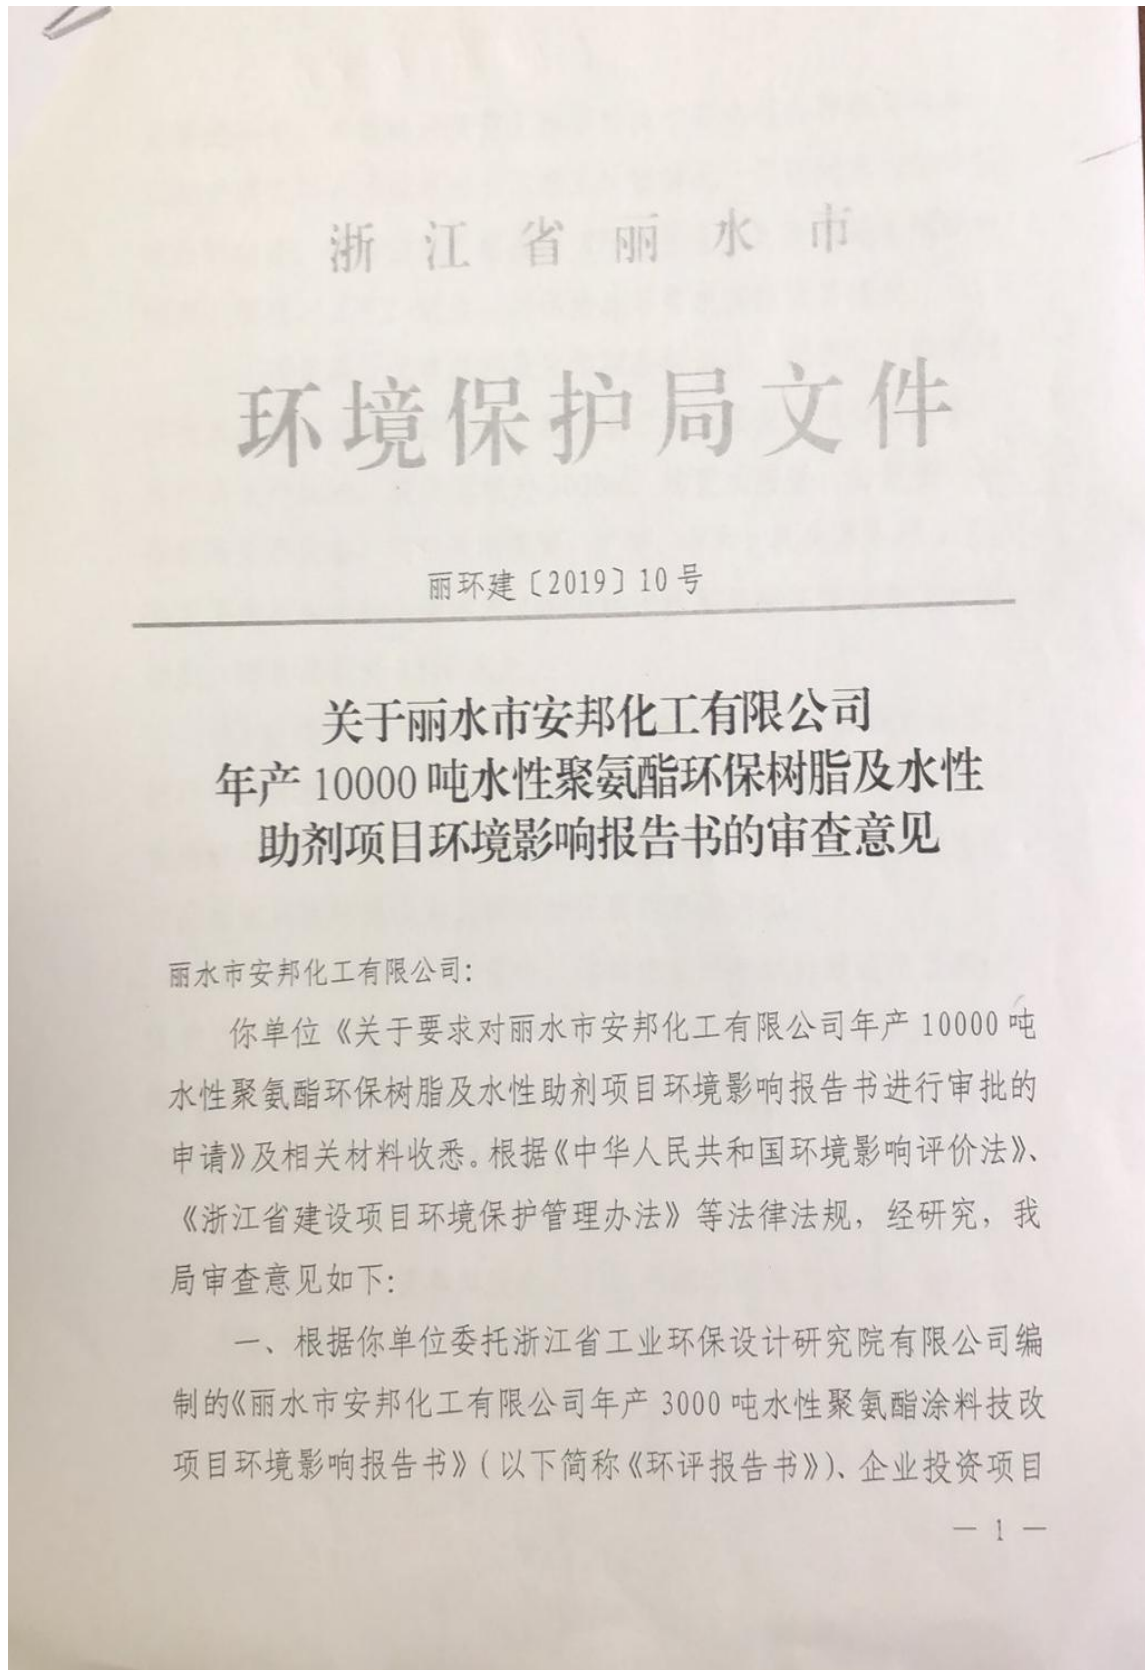 浙江省丽水市
环境保护局文件
丽环建〔2019〕10号
关于丽水市安邦化工有限公司
年产10000吨水性聚氨酯环保树脂及水性
助剂项目环境影响报告书的审查意见
丽水市安邦化工有限公司:
你单位《关于要求对丽水市安邦化工有限公司年产10000吨
水性聚氨酯环保树脂及水性助剂项目环境影响报告书进行审批的
申请》及相关材料收悉。根据《中华人民共和国环境影响评价法》、
《浙江省建设项目环境保护管理办法》等法律法规，经研究，我
局审查意见如下:
一、根据你单位委托浙江省工业环保设计研究院有限公司编
制的《丽水市安邦化工有限公司年产3000吨水性聚氨酯涂料技改
项目环境影响报告书》(以下简称《环评报告书》)、企业投资项目
— 1 —